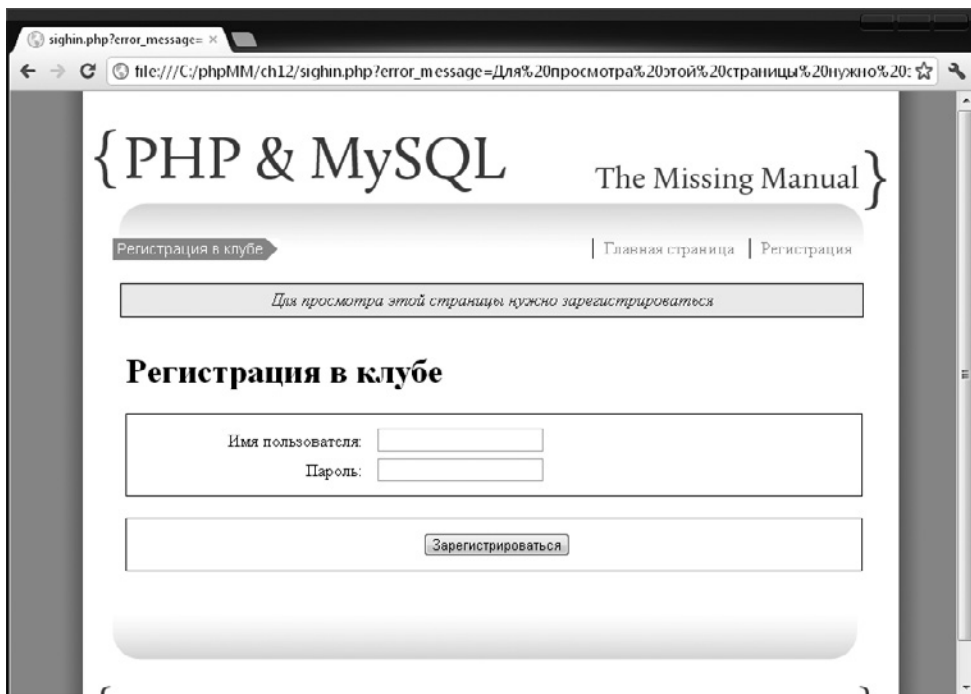 sighin.php?error_message= ×
file:///C:/phpMM/ch12/sighin.php?error_message=Для%20просмотра%20этой%20страницы%20нужно%20:
{ PHP & MySQL
The Missing Manual }
Регистрация в клубе
| Главная страница | Регистрация
Для просмотра этой страницы нужно зарегистрироваться
Регистрация в клубе
Имя пользователя:
Пароль:
Зарегистрироваться